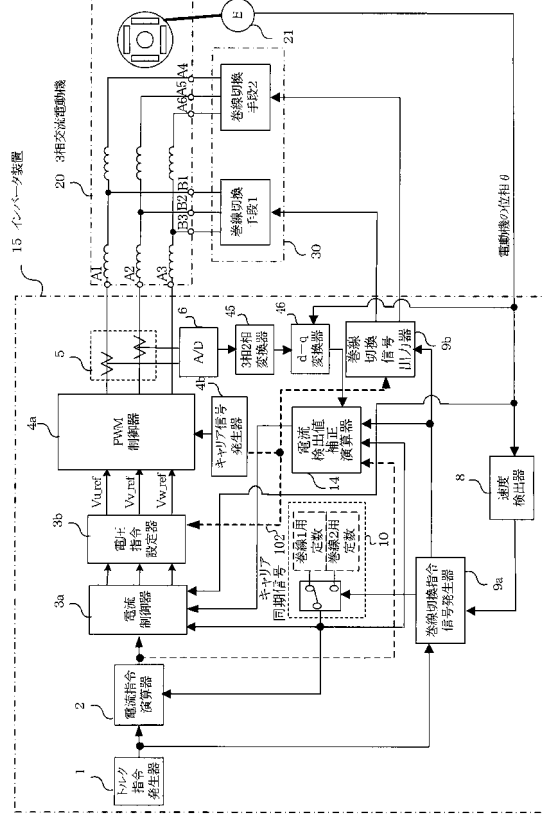 15 インバータ装置
20
3相交流電動機
E
21
A1
A2
A3
B3
B2
B1
A6
A5
A4
巻線切換
手段1
巻線切換
手段2
30
電動機の位相θ
1
トルク
指令
発生器
2
電流指令
演算器
3a
電流
制御器
3b
電圧指令
設定器
Vu_ref
Vv_ref
Vw_ref
4a
PWM
制御器
4b
キャリア信号
発生器
5
6
A/D
45
3相2相
変換器
46
d−q
変換器
102
キャリア
同期信号
巻線1用
定数
巻線2用
定数
10
14
電流
検出値
補正
演算器
巻線
切換
信号
出力器
9b
9a
巻線切換指令
信号発生器
8
速度
検出器